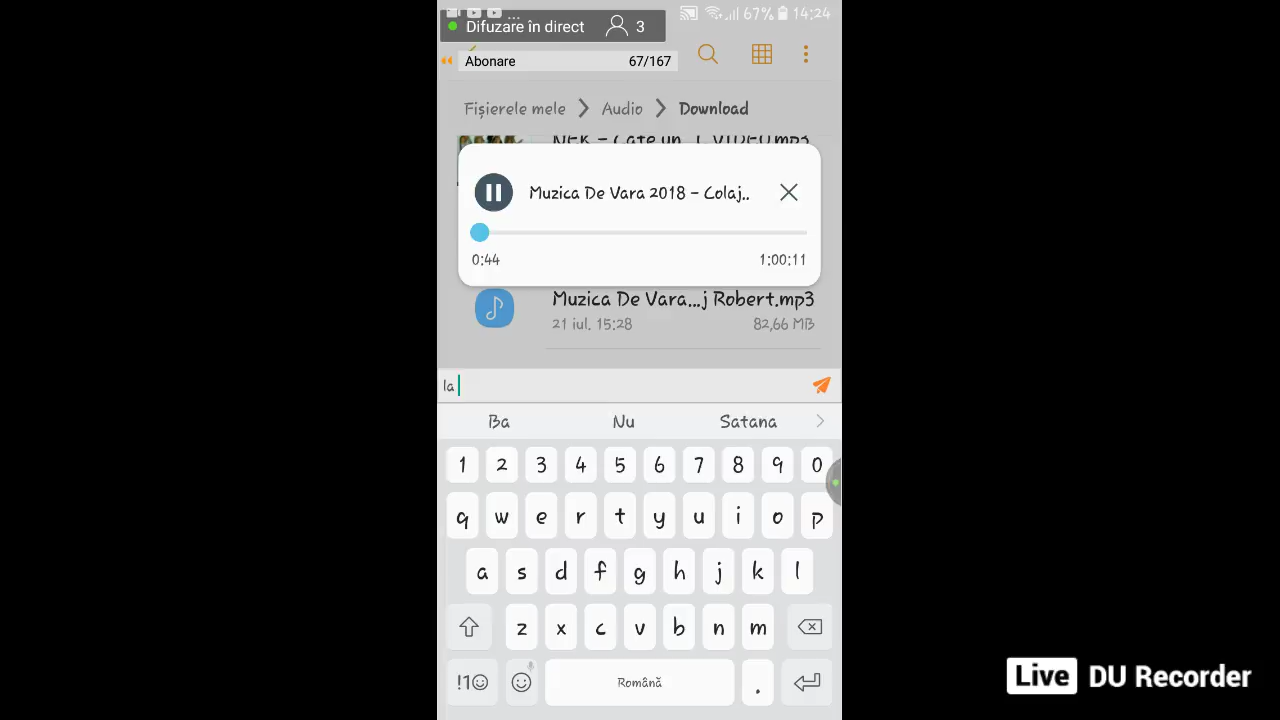 67% 14:24
Difuzare în direct 3
Abonare 67/167
Fișierele mele > Audio > Download
Muzica De Vara 2018 - Colaj..
0:44 1:00:11
Muzica De Vara...j Robert.mp3
21 iul. 15:28 82,66 MB
la
Ba Nu Satana
1 2 3 4 5 6 7 8 9 0
q w e r t y u i o p
a s d f g h j k l
z x c v b n m
!1☺ Română .
Live DU Recorder